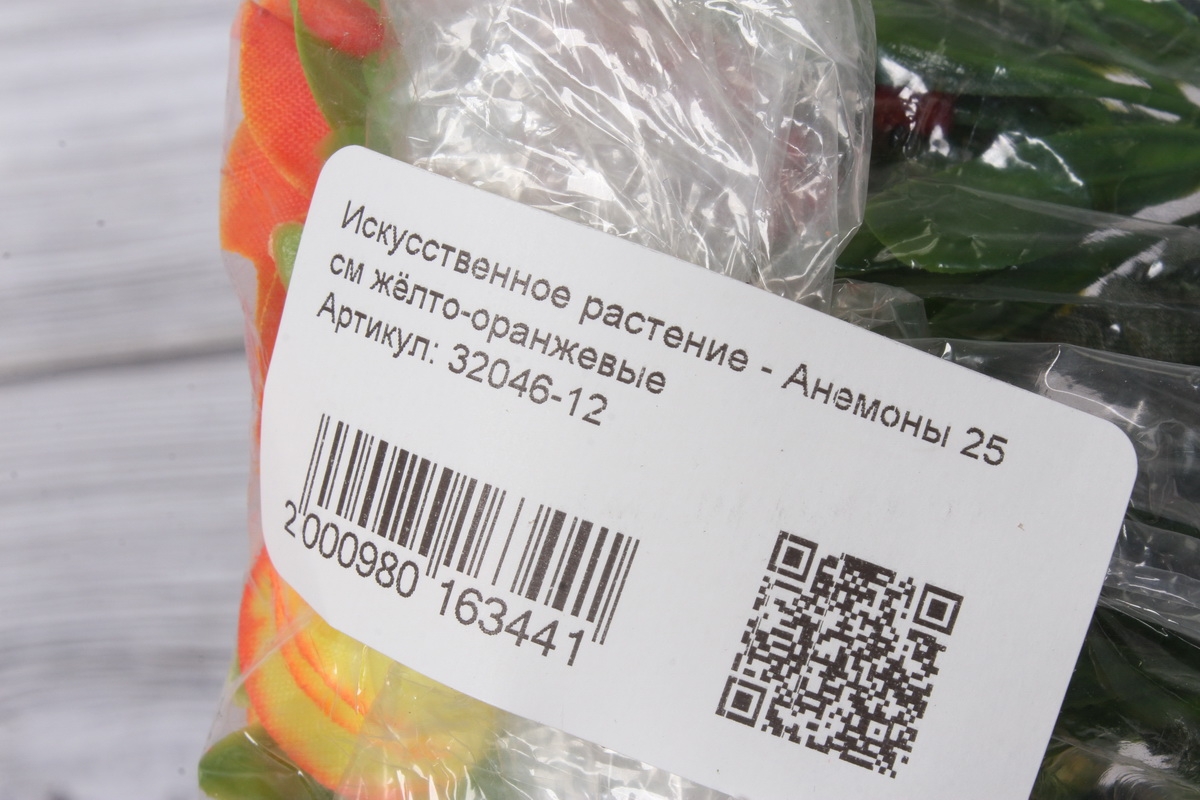 Искусственное растение - Анемоны 25
см жёлто-оранжевые
Артикул: 32046-12
2000980 163441